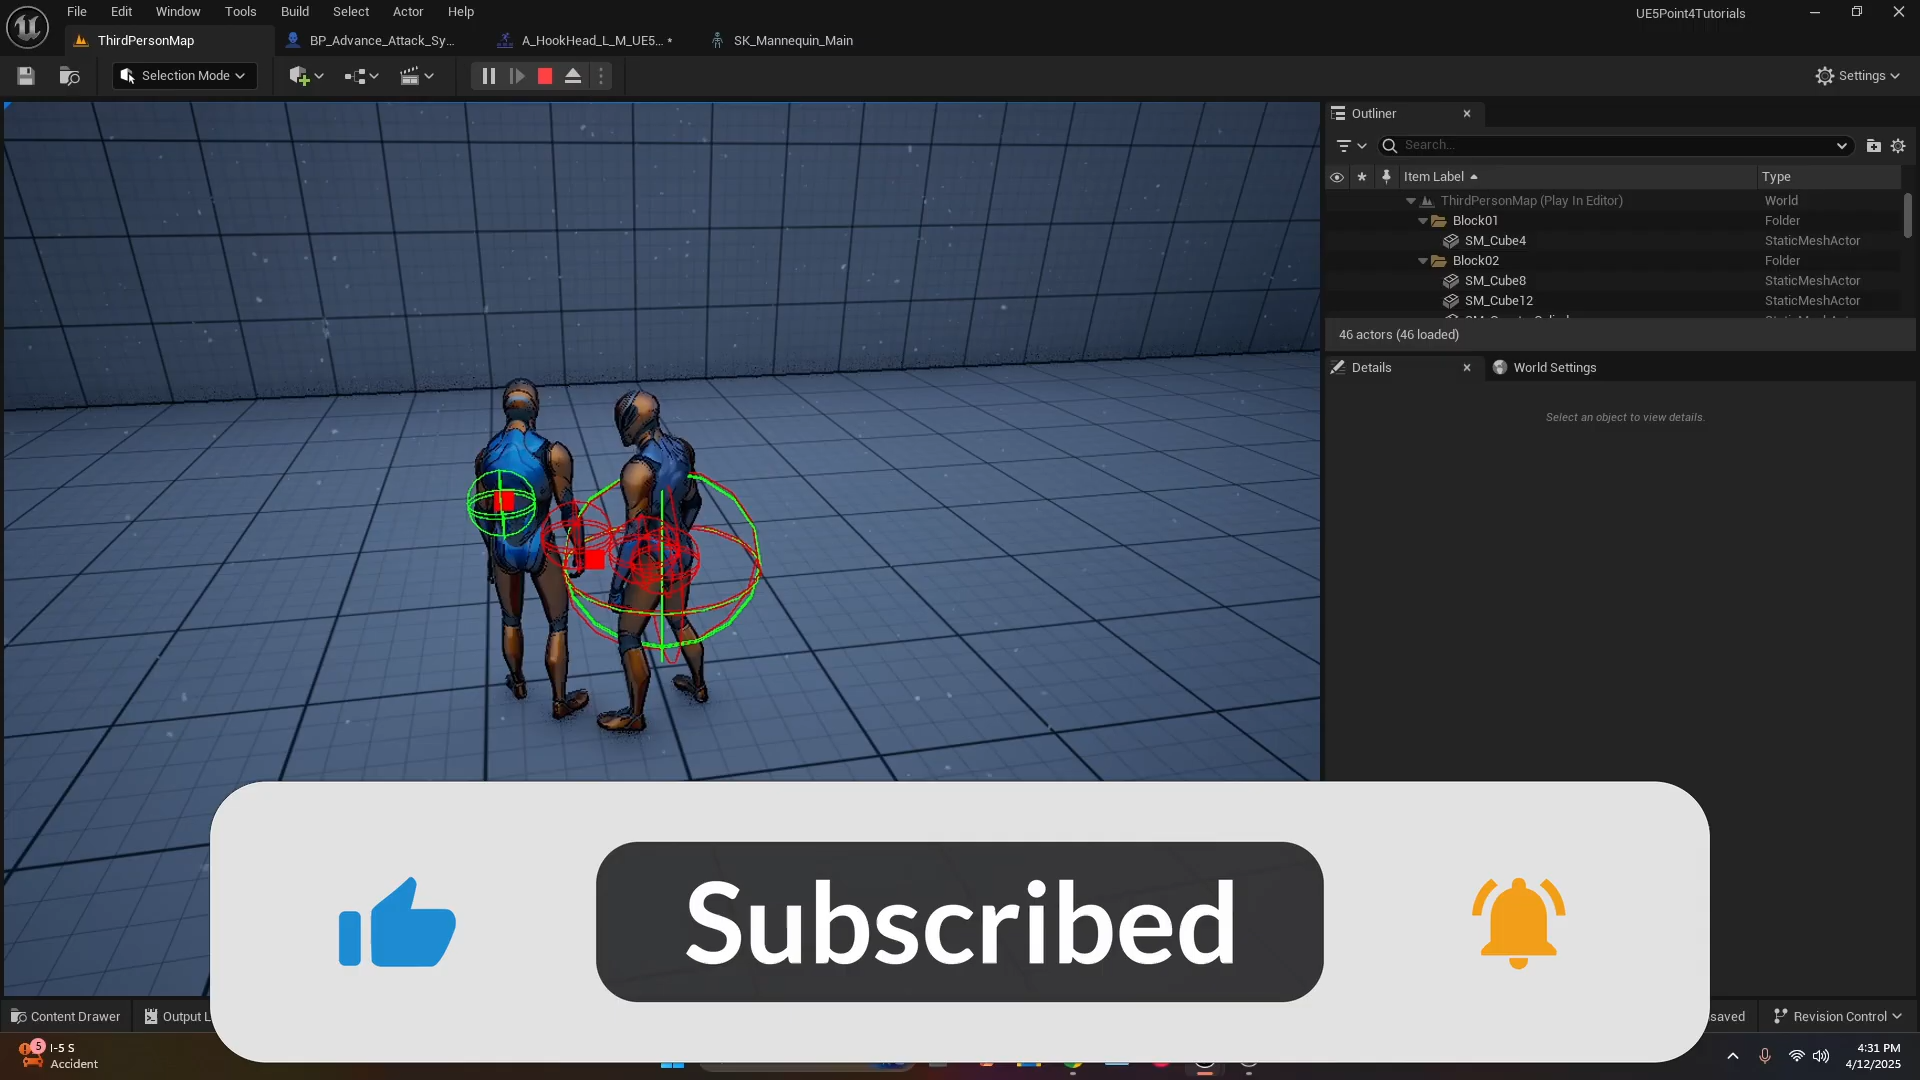 File Edit Window Tools Build Select Actor Help
UE5Point4Tutorials
ThirdPersonMap
BP_Advance_Attack_Sy...
A_HookHead_L_M_UE5... *
SK_Mannequin_Main
Selection Mode
Settings
Outliner
Search...
Item Label
Type
ThirdPersonMap (Play In Editor) World
Block01 Folder
SM_Cube4 StaticMeshActor
Block02 Folder
SM_Cube8 StaticMeshActor
SM_Cube12 StaticMeshActor
46 actors (46 loaded)
Details
World Settings
Select an object to view details.
Subscribed
Content Drawer
Output L
saved
Revision Control
5
I-5 S
Accident
4:31 PM
4/12/2025